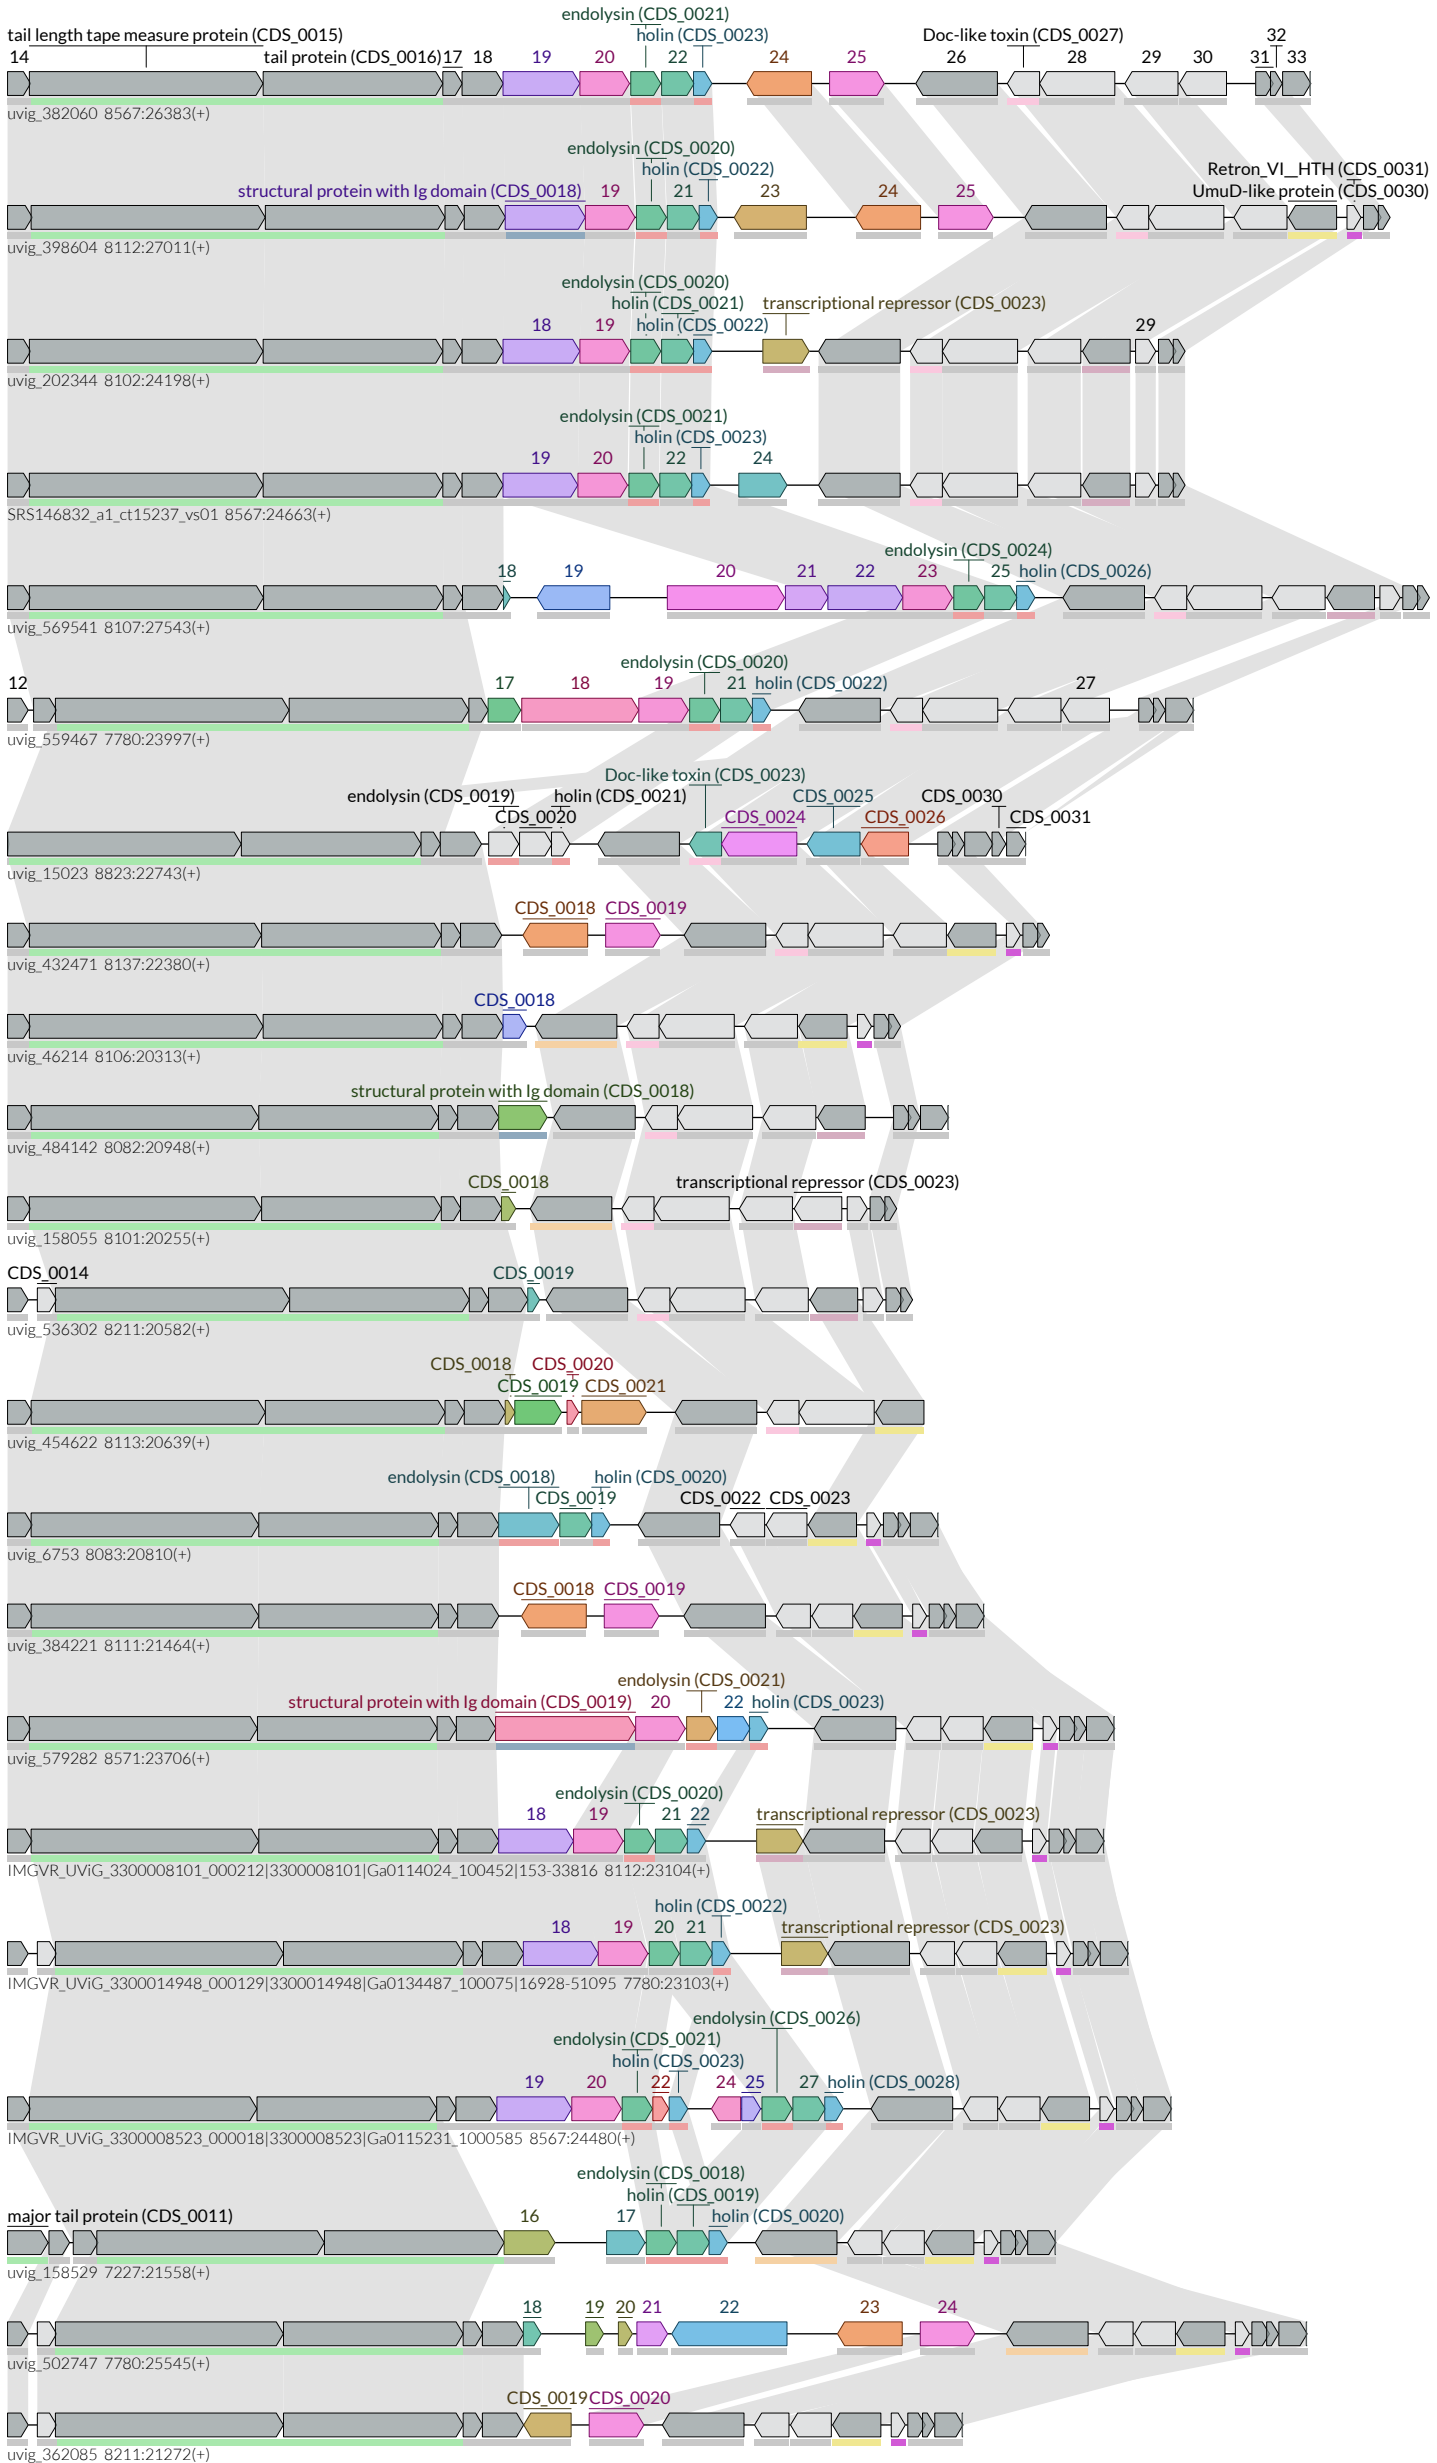 endolysin (CDS_0021)
tail length tape measure protein (CDS_0015) holin (CDS_0023) Doc-like toxin (CDS_0027) 32
14 tail protein (CDS_0016) 17 18 19 20 22 24 25 26 28 29 30 31 33
uvig_382060 8567:26383(+)
endolysin (CDS_0020)
holin (CDS_0022) Retron_VI__HTH (CDS_0031)
structural protein with Ig domain (CDS_0018) 19 21 23 24 25 UmuD-like protein (CDS_0030)
uvig_398604 8112:27011(+)
endolysin (CDS_0020)
holin (CDS_0021) transcriptional repressor (CDS_0023)
18 19 holin (CDS_0022) 29
uvig_202344 8102:24198(+)
endolysin (CDS_0021)
holin (CDS_0023)
19 20 22 24
SRS146832_a1_ct15237_vs01 8567:24663(+)
endolysin (CDS_0024)
18 19 20 21 22 23 25 holin (CDS_0026)
uvig_569541 8107:27543(+)
endolysin (CDS_0020)
12 17 18 19 21 holin (CDS_0022) 27
uvig_559467 7780:23997(+)
Doc-like toxin (CDS_0023)
endolysin (CDS_0019) holin (CDS_0021) CDS_0025 CDS_0030
CDS_0020 CDS_0024 CDS_0026 CDS_0031
uvig_15023 8823:22743(+)
CDS_0018 CDS_0019
uvig_432471 8137:22380(+)
CDS_0018
uvig_46214 8106:20313(+)
structural protein with Ig domain (CDS_0018)
uvig_484142 8082:20948(+)
CDS_0018 transcriptional repressor (CDS_0023)
uvig_158055 8101:20255(+)
CDS_0014 CDS_0019
uvig_536302 8211:20582(+)
CDS_0018 CDS_0020
CDS_0019 CDS_0021
uvig_454622 8113:20639(+)
endolysin (CDS_0018) holin (CDS_0020)
CDS_0019 CDS_0022 CDS_0023
uvig_6753 8083:20810(+)
CDS_0018 CDS_0019
uvig_384221 8111:21464(+)
endolysin (CDS_0021)
structural protein with Ig domain (CDS_0019) 20 22 holin (CDS_0023)
uvig_579282 8571:23706(+)
endolysin (CDS_0020)
18 19 21 22 transcriptional repressor (CDS_0023)
IMGVR_UViG_3300008101_000212|3300008101|Ga0114024_100452|153-33816 8112:23104(+)
holin (CDS_0022)
18 19 20 21 transcriptional repressor (CDS_0023)
IMGVR_UViG_3300014948_000129|3300014948|Ga0134487_100075|16928-51095 7780:23103(+)
endolysin (CDS_0026)
endolysin (CDS_0021)
holin (CDS_0023)
19 20 22 24 25 27 holin (CDS_0028)
IMGVR_UViG_3300008523_000018|3300008523|Ga0115231_1000585 8567:24480(+)
endolysin (CDS_0018)
holin (CDS_0019)
major tail protein (CDS_0011) 16 17 holin (CDS_0020)
uvig_158529 7227:21558(+)
18 19 20 21 22 23 24
uvig_502747 7780:25545(+)
CDS_0019 CDS_0020
uvig_362085 8211:21272(+)